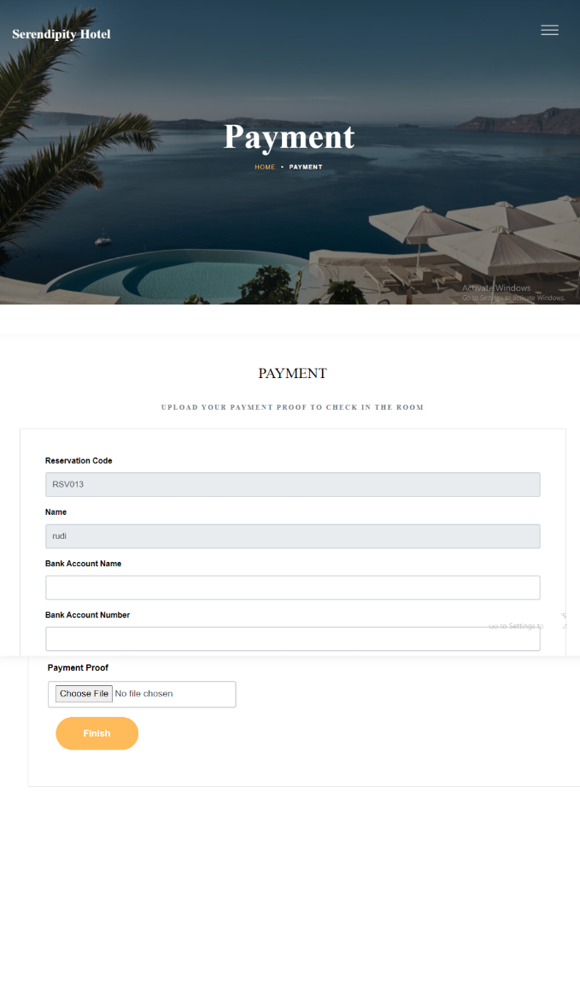 Serendipity Hotel
Payment
HOME • PAYMENT
Activate Windows
Go to Settings to activate Windows.
PAYMENT
UPLOAD YOUR PAYMENT PROOF TO CHECK IN THE ROOM
Reservation Code
RSV013
Name
rudi
Bank Account Name
Bank Account Number
Go to Settings to
Payment Proof
Choose File No file chosen
Finish